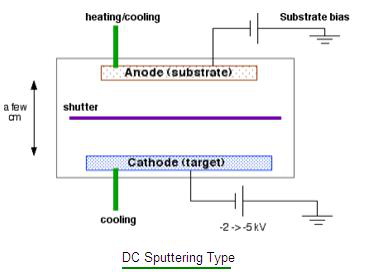 heating/cooling
Substrate bias
Anode (substrate)
a few
cm
shutter
Cathode (target)
cooling
-2 -> -5 kV
DC Sputtering Type